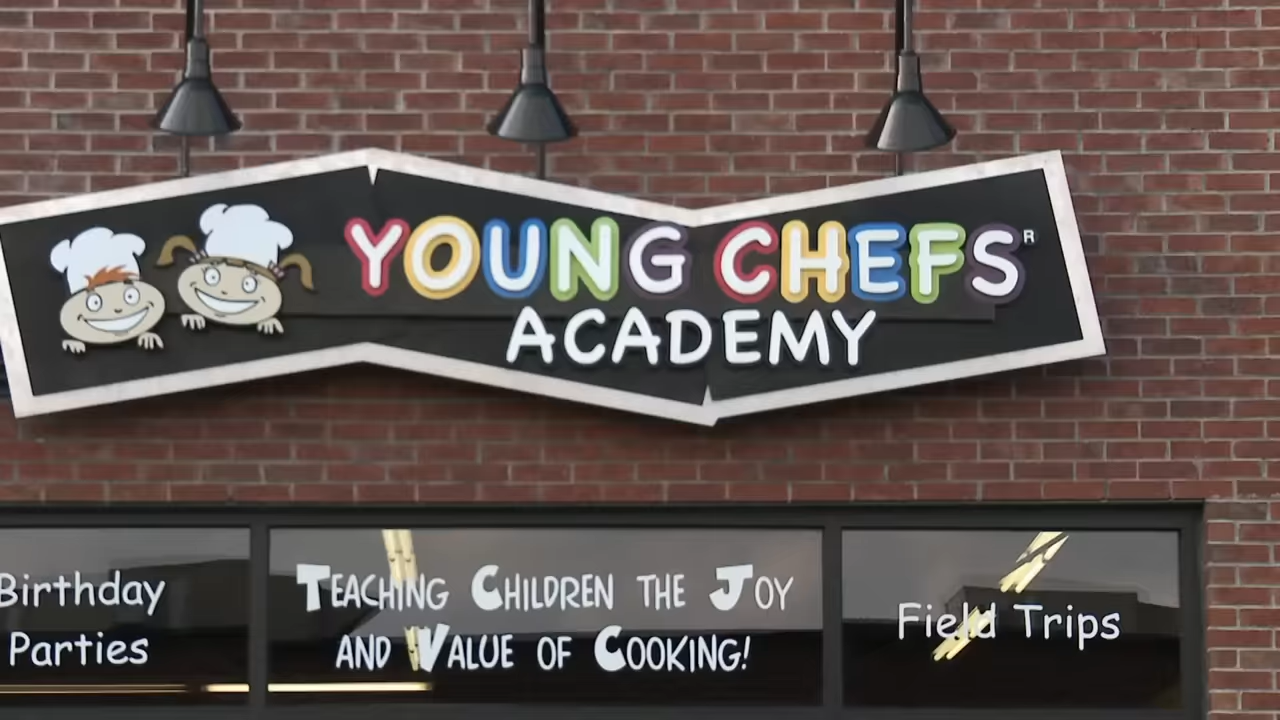 YOUNG CHEFS®
ACADEMY
Birthday
Parties
TEACHING CHILDREN THE JOY
AND VALUE OF COOKING!
Field Trips